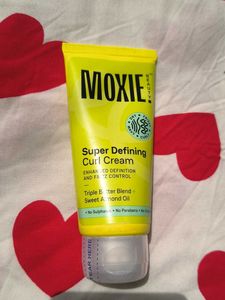 MOXIE
BEAUTY
Super Defining
Curl Cream
ENHANCED DEFINITION
AND FRIZZ CONTROL
Triple Butter Blend +
Sweet Almond Oil
• No Sulphates • No Parabens • No
TEAR HERE